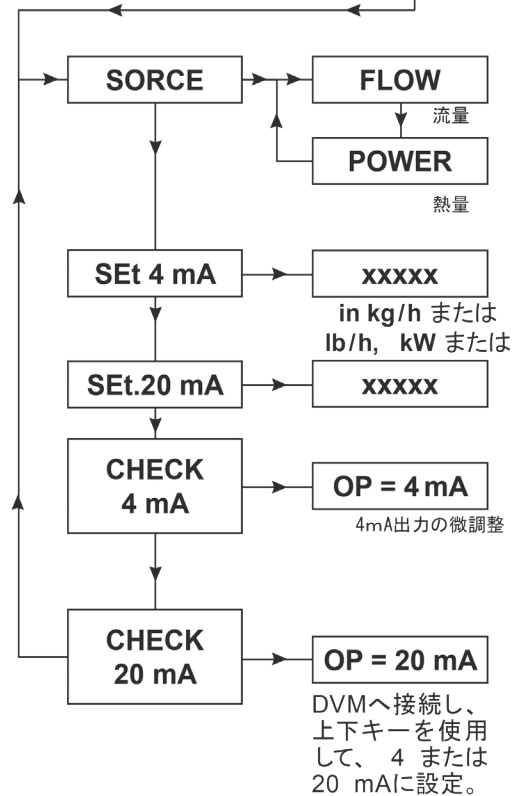 SORCE
FLOW
流量
POWER
熱量
SEt 4 mA
xxxxx
in kg/h または
lb/h, kW または
SEt.20 mA
xxxxx
CHECK
4 mA
OP = 4 mA
4mA出力の微調整
CHECK
20 mA
OP = 20 mA
DVMへ接続し、
上下キーを使用
して、 4 または
20 mAに設定。